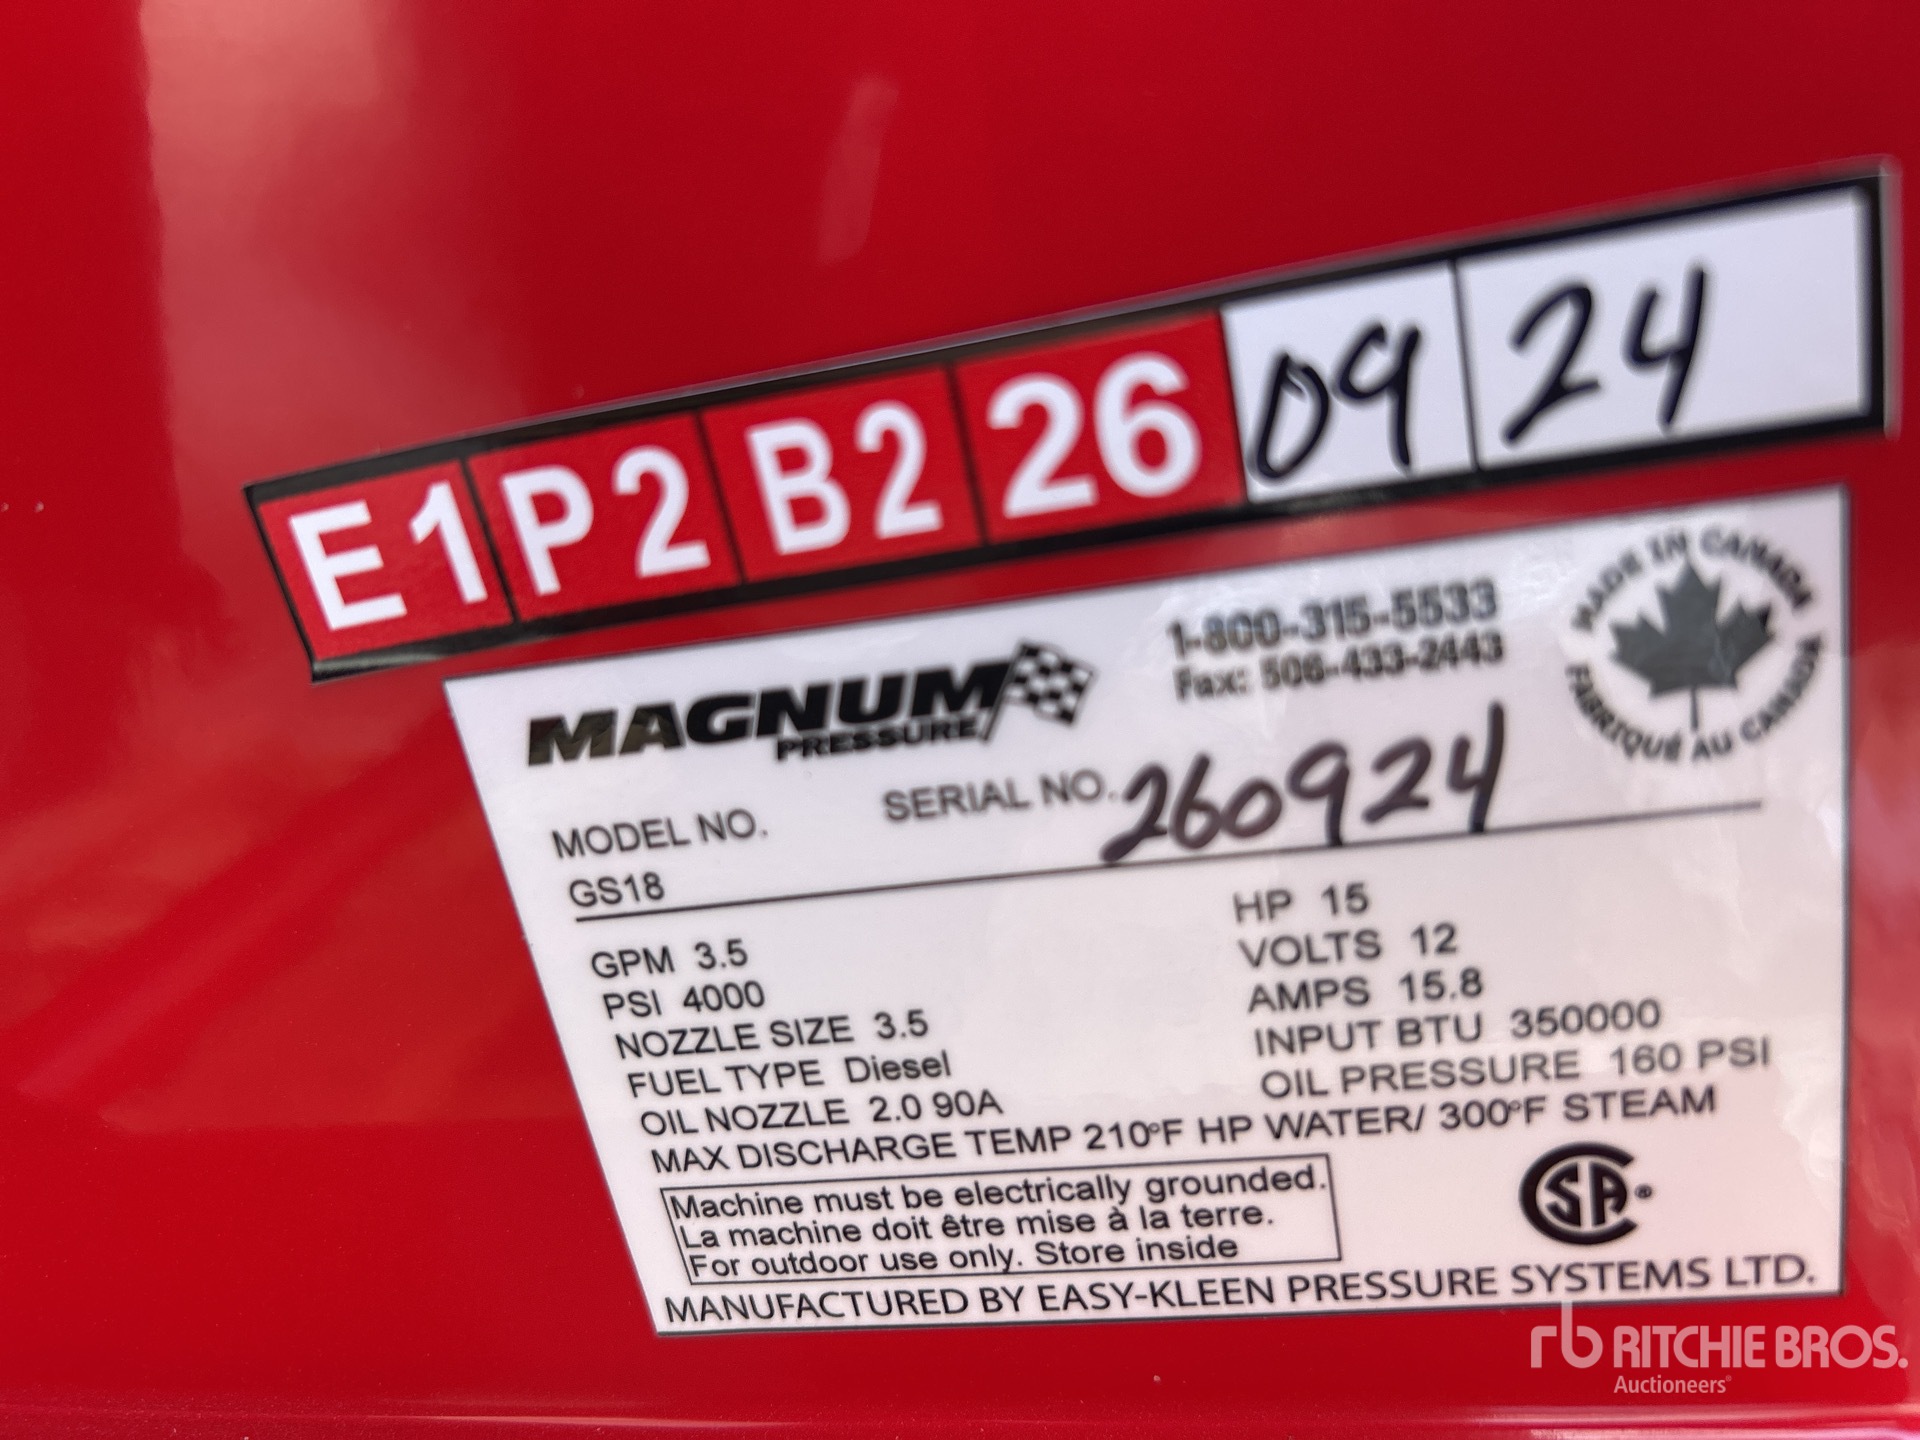 E1 P2 B2 26 09 24
MAGNUM
PRESSURE
1-800-315-5533
Fax: 506-433-2443
MADE IN CANADA
FABRIQUÉ AU CANADA
MODEL NO.
GS18
SERIAL NO. 260924
GPM 3.5
PSI 4000
NOZZLE SIZE 3.5
FUEL TYPE Diesel
OIL NOZZLE 2.0 90A
HP 15
VOLTS 12
AMPS 15.8
INPUT BTU 350000
OIL PRESSURE 160 PSI
MAX DISCHARGE TEMP 210°F HP WATER/ 300°F STEAM
Machine must be electrically grounded.
La machine doit être mise à la terre.
For outdoor use only. Store inside
CSA®
MANUFACTURED BY EASY-KLEEN PRESSURE SYSTEMS LTD.
rb RITCHIE BROS.
Auctioneers®